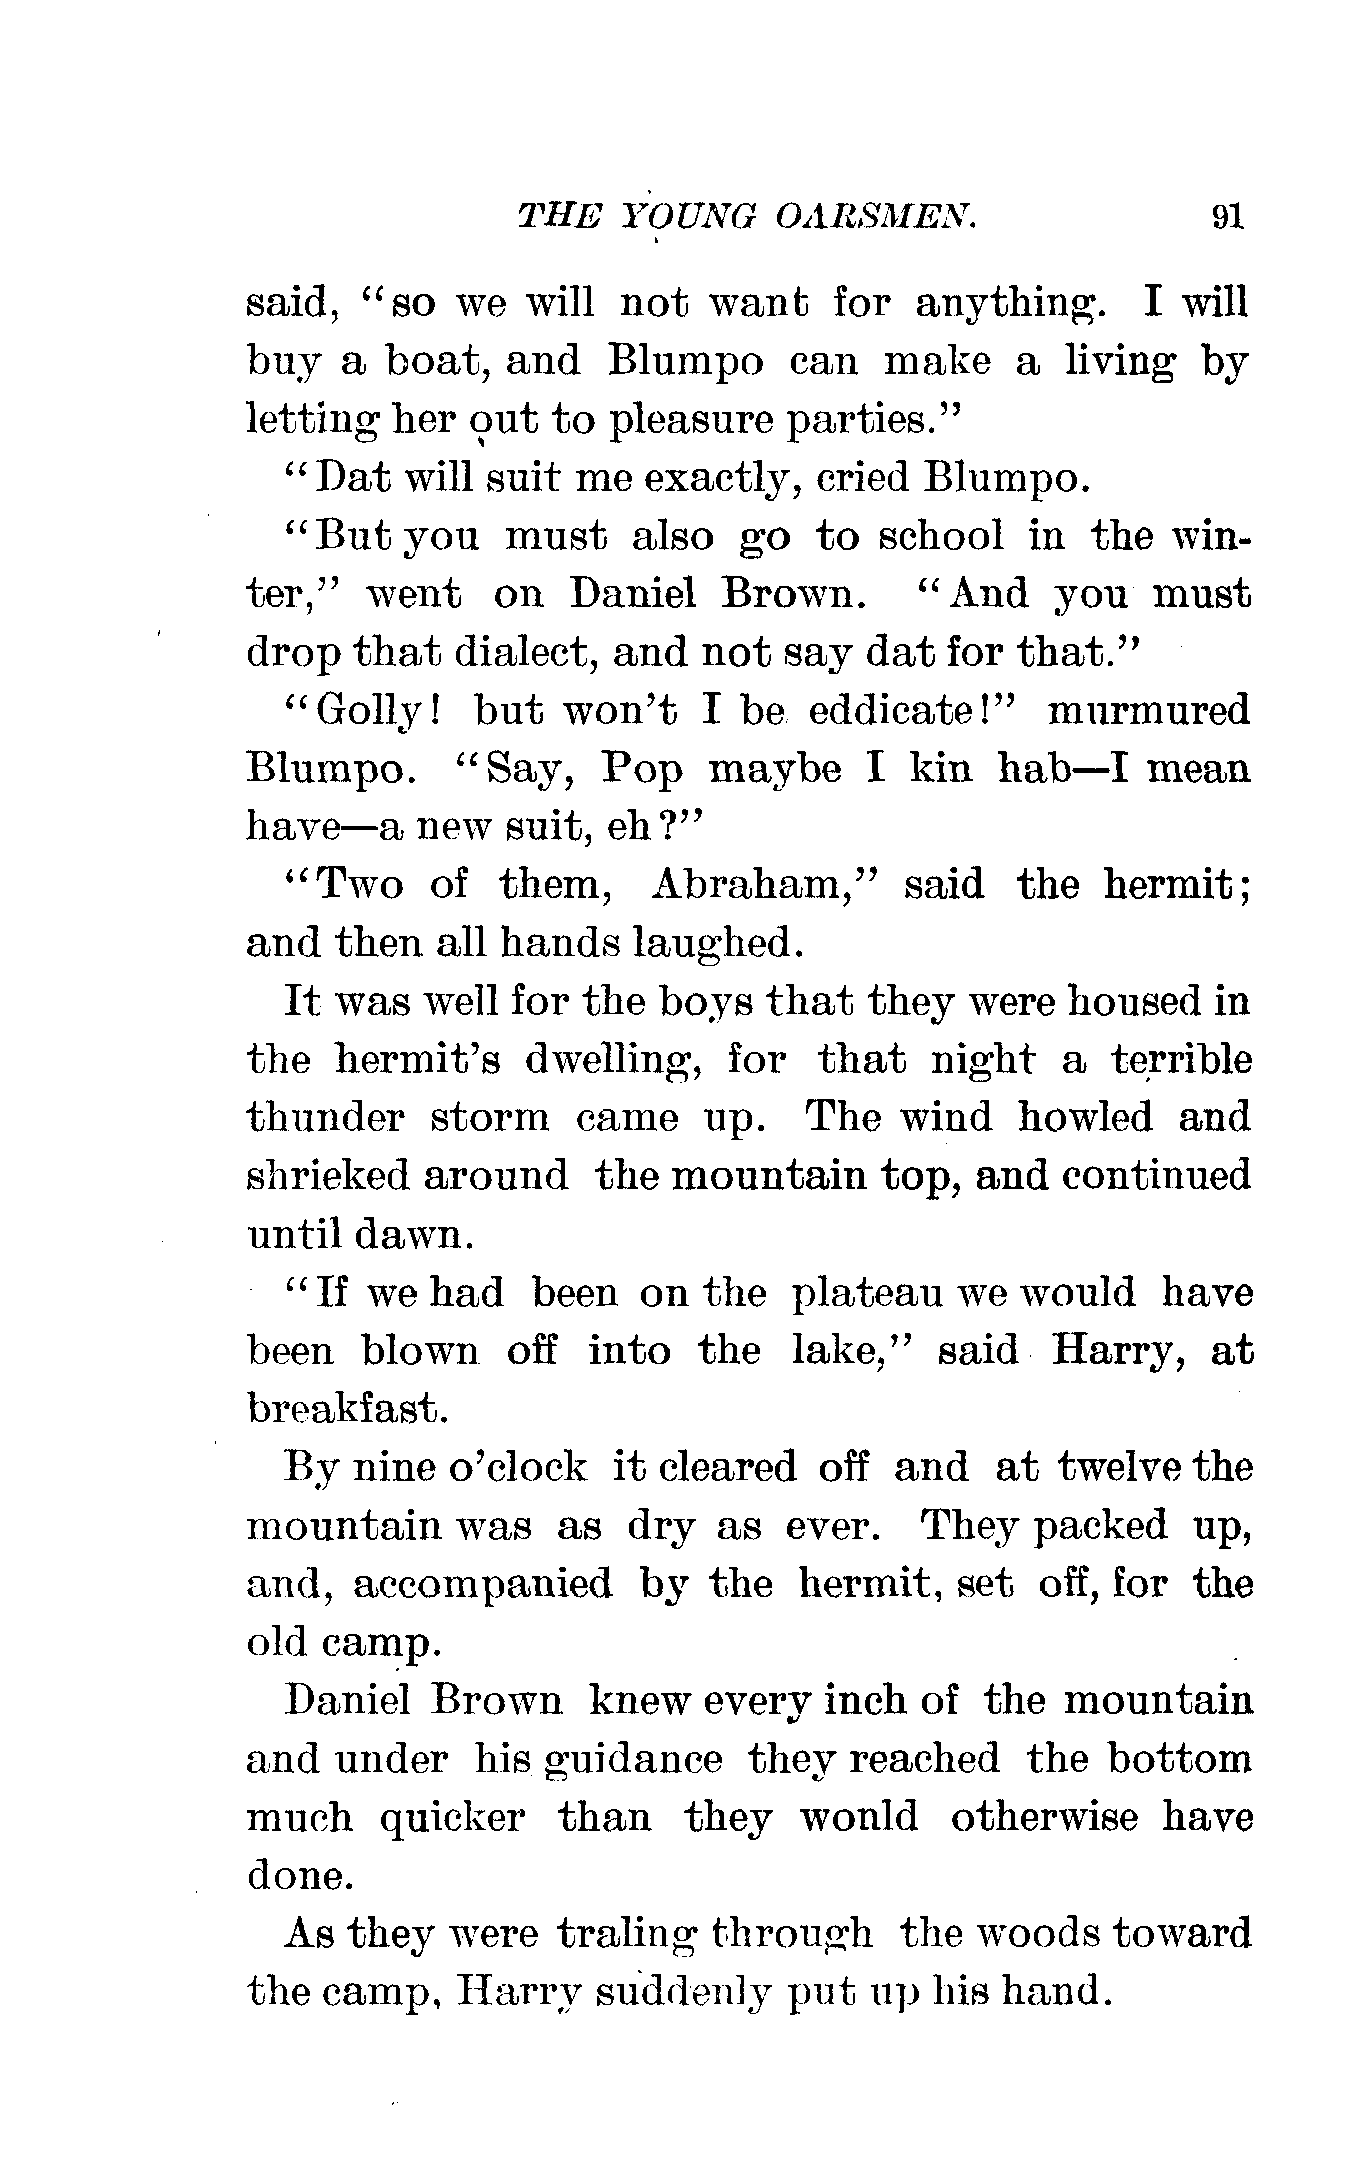 THE YOUNG OARSMEN. 91
said, "so we will not want for anything. I will
buy a boat, and Blumpo can make a living by
letting her out to pleasure parties."
"Dat will suit me exactly, cried Blumpo.
"But you must also go to school in the win-
ter," went on Daniel Brown. "And you must
drop that dialect, and not say dat for that."
"Golly! but won't I be eddicate!" murmured
Blumpo. "Say, Pop maybe I kin hab—I mean
have—a new suit, eh?"
"Two of them, Abraham," said the hermit;
and then all hands laughed.
It was well for the boys that they were housed in
the hermit's dwelling, for that night a terrible
thunder storm came up. The wind howled and
shrieked around the mountain top, and continued
until dawn.
"If we had been on the plateau we would have
been blown off into the lake," said Harry, at
breakfast.
By nine o'clock it cleared off and at twelve the
mountain was as dry as ever. They packed up,
and, accompanied by the hermit, set off, for the
old camp.
Daniel Brown knew every inch of the mountain
and under his guidance they reached the bottom
much quicker than they would otherwise have
done.
As they were traling through the woods toward
the camp, Harry suddenly put up his hand.